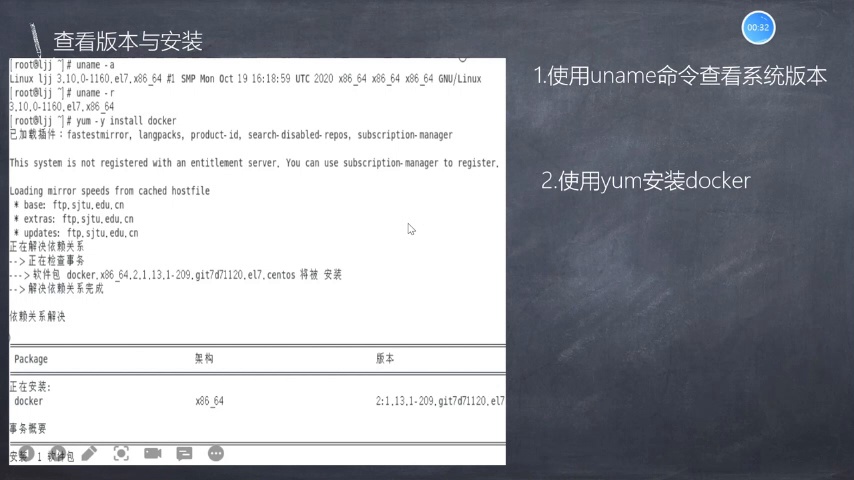 00:32
查看版本与安装
[root@ljj ~]# uname -a
Linux ljj 3.10.0-1160.el7.x86_64 #1 SMP Mon Oct 19 16:18:59 UTC 2020 x86_64 x86_64 x86_64 GNU/Linux
[root@ljj ~]# uname -r
3.10.0-1160.el7.x86_64
[root@ljj ~]# yum -y install docker
已加载插件：fastestmirror, langpacks, product-id, search-disabled-repos, subscription-manager
This system is not registered with an entitlement server. You can use subscription-manager to register.
Loading mirror speeds from cached hostfile
* base: ftp.sjtu.edu.cn
* extras: ftp.sjtu.edu.cn
* updates: ftp.sjtu.edu.cn
正在解决依赖关系
--> 正在检查事务
---> 软件包 docker.x86_64.2.1.13.1-209.git7d71120.el7.centos 将被 安装
--> 解决依赖关系完成
依赖关系解决
Package 架构 版本
正在安装:
docker x86_64 2:1.13.1-209.git7d71120.el7
事务概要
安装 1 软件包
1.使用uname命令查看系统版本
2.使用yum安装docker